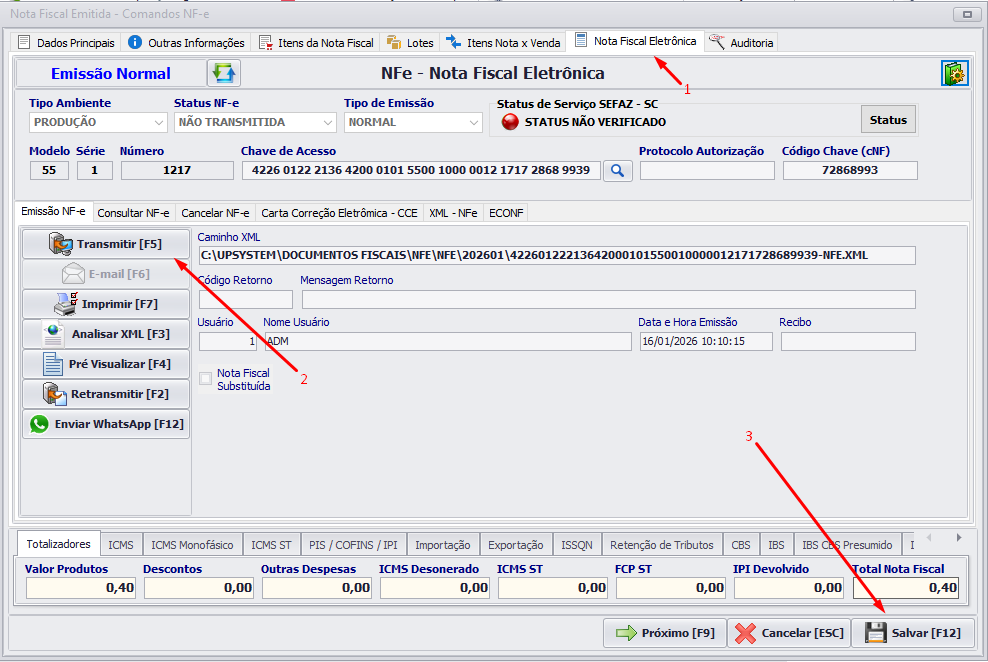 Nota Fiscal Emitida - Comandos NF-e
Dados Principais Outras Informações Itens da Nota Fiscal Lotes Itens Nota x Venda Nota Fiscal Eletrônica Auditoria
Emissão Normal NFe - Nota Fiscal Eletrônica
1
Tipo Ambiente Status NF-e Tipo de Emissão Status de Serviço SEFAZ - SC
PRODUÇÃO NÃO TRANSMITIDA NORMAL STATUS NÃO VERIFICADO Status
Modelo Série Número Chave de Acesso Protocolo Autorização Código Chave (cNF)
55 1 1217 4226 0122 2136 4200 0101 5500 1000 0012 1717 2868 9939 72868993
Emissão NF-e Consultar NF-e Cancelar NF-e Carta Correção Eletrômica - CCE XML - NFe ECONF
Transmitir [F5]
E-mail [F6]
Imprimir [F7]
Analisar XML [F3]
Pré Visualizar [F4]
Retransmitir [F2]
Enviar WhatsApp [F12]
Caminho XML
C:\UPSYSTEM\DOCUMENTOS FISCAIS\NFE\NFE\202601\42260122213642000101550010000012171728689939-NFE.XML
Código Retorno Mensagem Retorno
Usuário Nome Usuário Data e Hora Emissão Recibo
1 ADM 16/01/2026 10:10:15
Nota Fiscal
Substituída
2
3
Totalizadores ICMS ICMS Monofásico ICMS ST PIS / COFINS / IPI Importação Exportação ISSQN Retenção de Tributos CBS IBS IBS CBS Presumido I
Valor Produtos Descontos Outras Despesas ICMS Desonerado ICMS ST FCP ST IPI Devolvido Total Nota Fiscal
0,40 0,00 0,00 0,00 0,00 0,00 0,00 0,40
Próximo [F9] Cancelar [ESC] Salvar [F12]